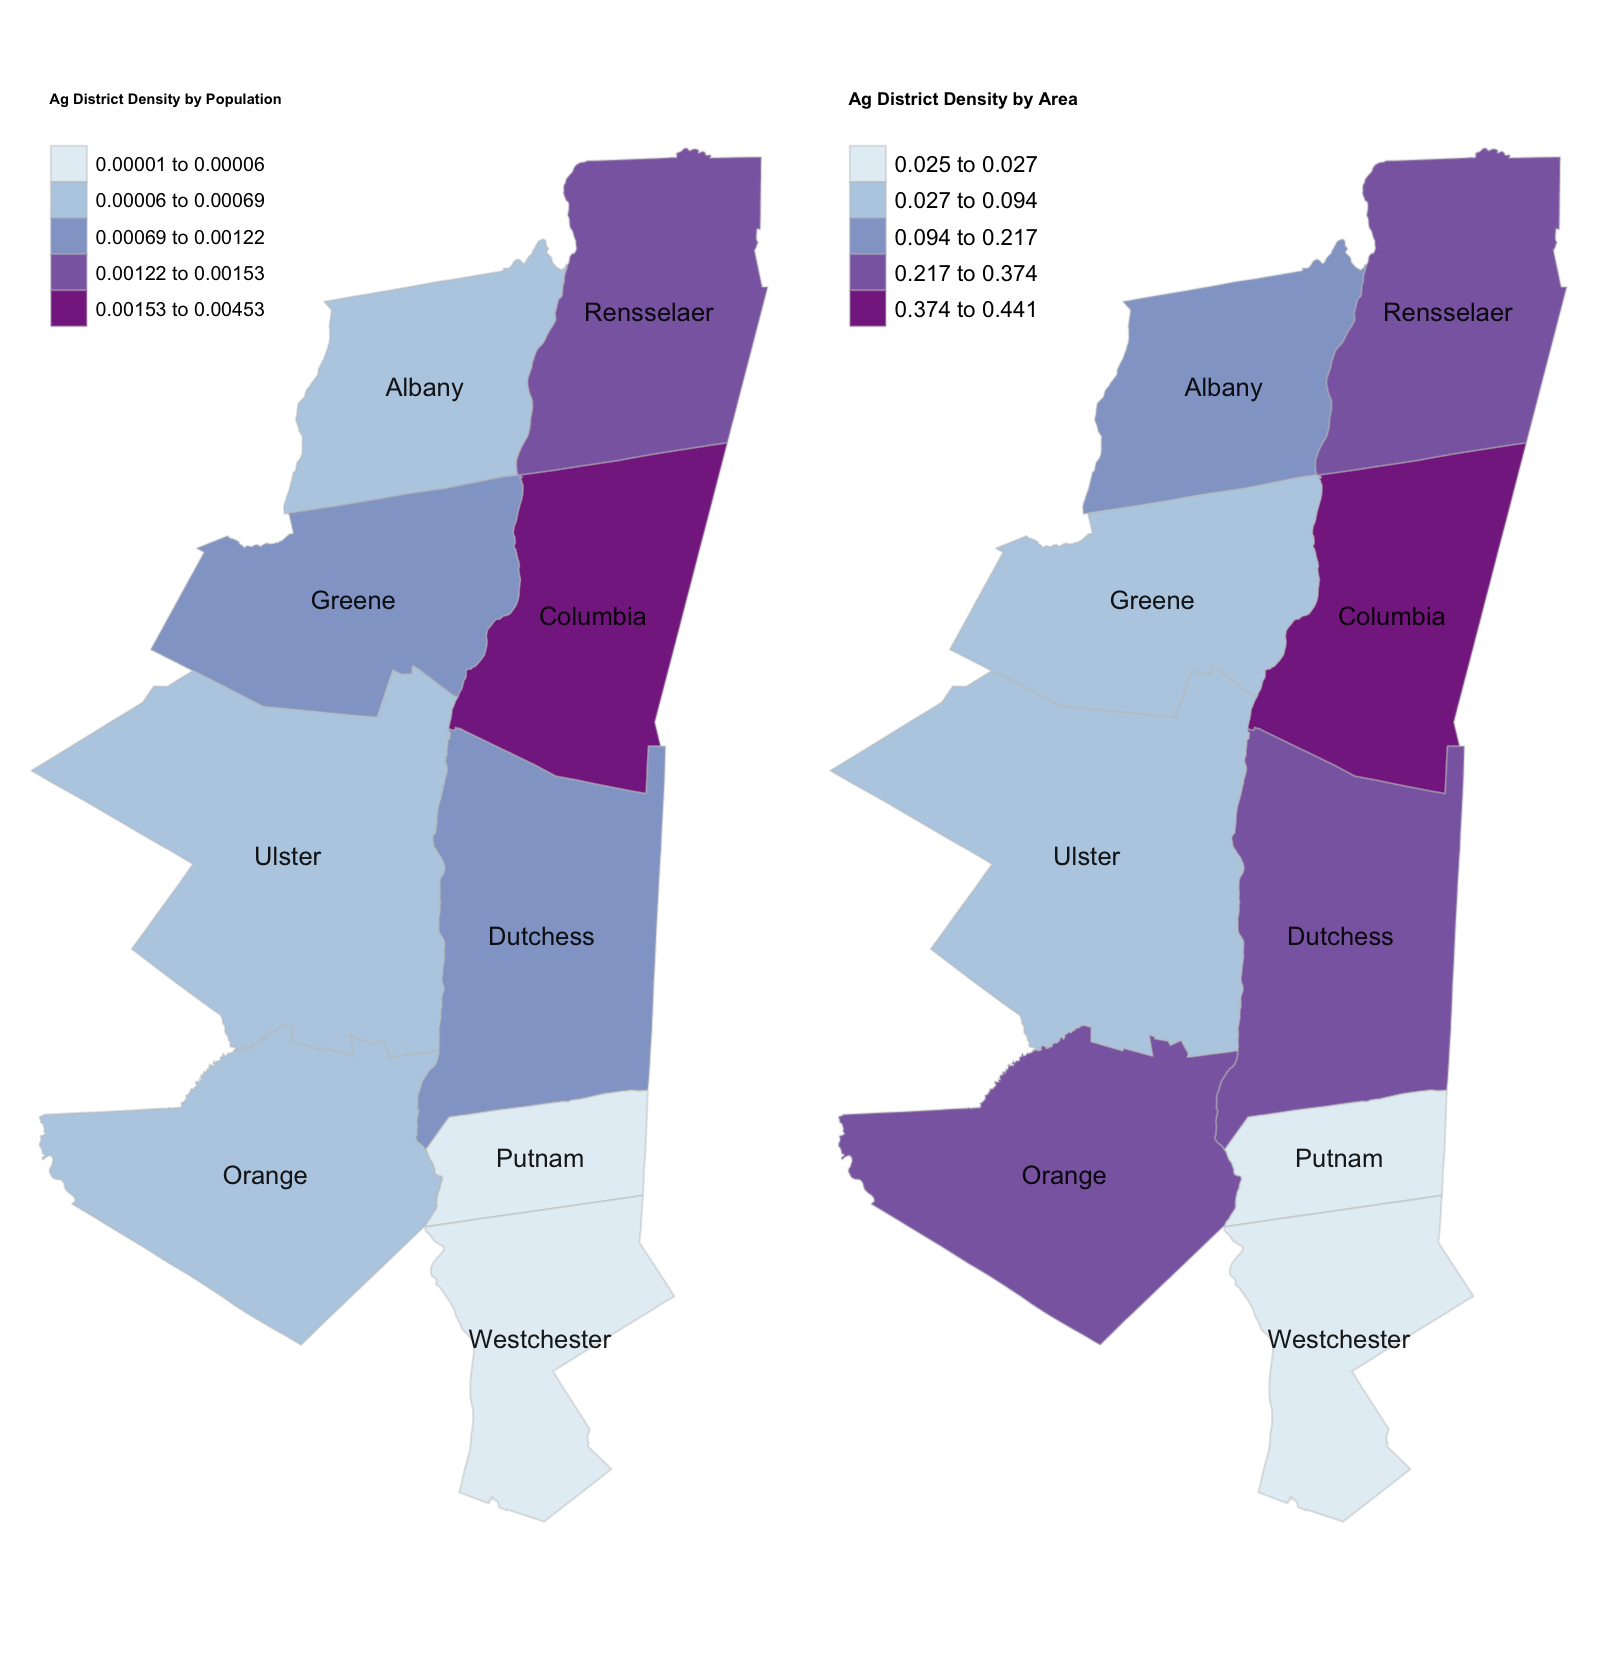 Ag District Density by Population
0.00001 to 0.00006
0.00006 to 0.00069
0.00069 to 0.00122
0.00122 to 0.00153
0.00153 to 0.00453
Rensselaer
Albany
Greene
Columbia
Ulster
Dutchess
Putnam
Orange
Westchester
Ag District Density by Area
0.025 to 0.027
0.027 to 0.094
0.094 to 0.217
0.217 to 0.374
0.374 to 0.441
Rensselaer
Albany
Greene
Columbia
Ulster
Dutchess
Putnam
Orange
Westchester